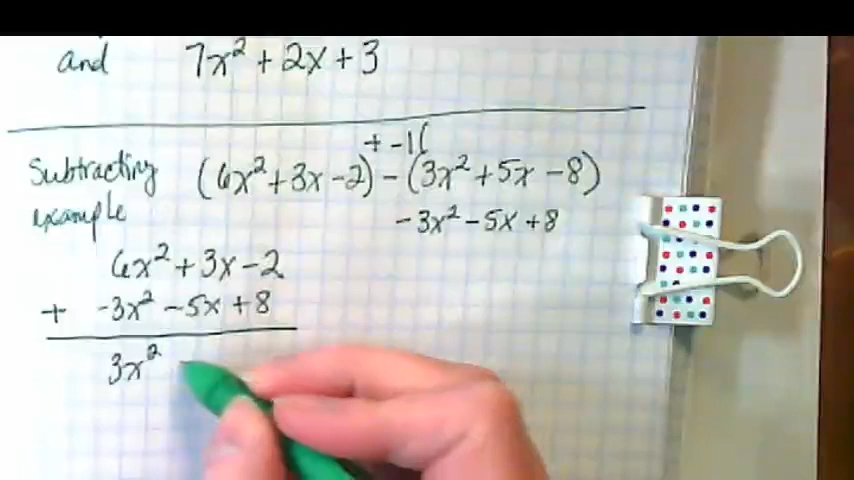 and 7x² + 2x + 3
+ -1(
Subtracting example (6x² + 3x - 2) - (3x² + 5x - 8)
-3x² - 5x + 8
6x² + 3x - 2
+ -3x² - 5x + 8
3x²